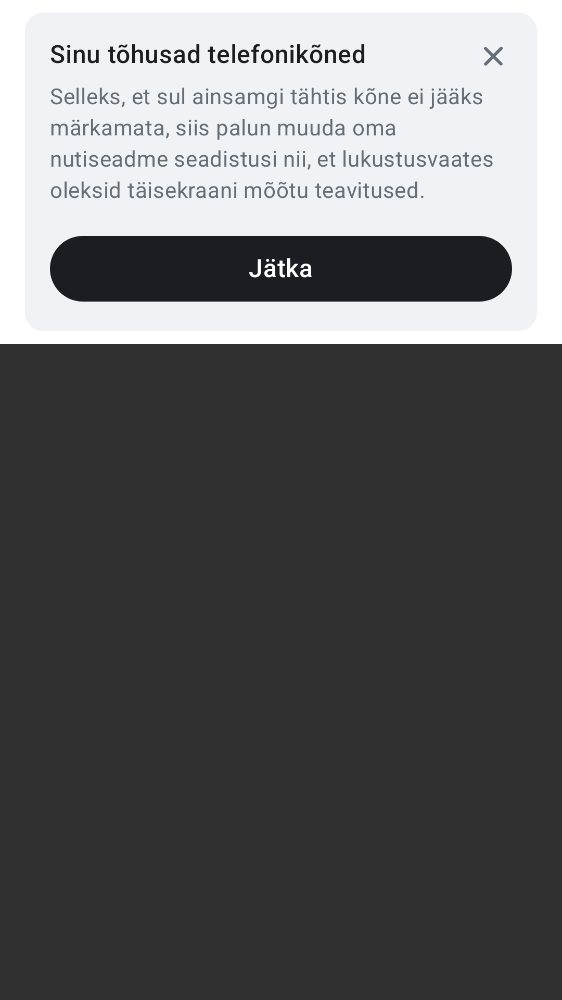 Sinu tõhusad telefonikõned
Selleks, et sul ainsamgi tähtis kõne ei jääks
märkamata, siis palun muuda oma
nutiseadme seadistusi nii, et lukustusvaates
oleksid täisekraani mõõtu teavitused.
Jätka